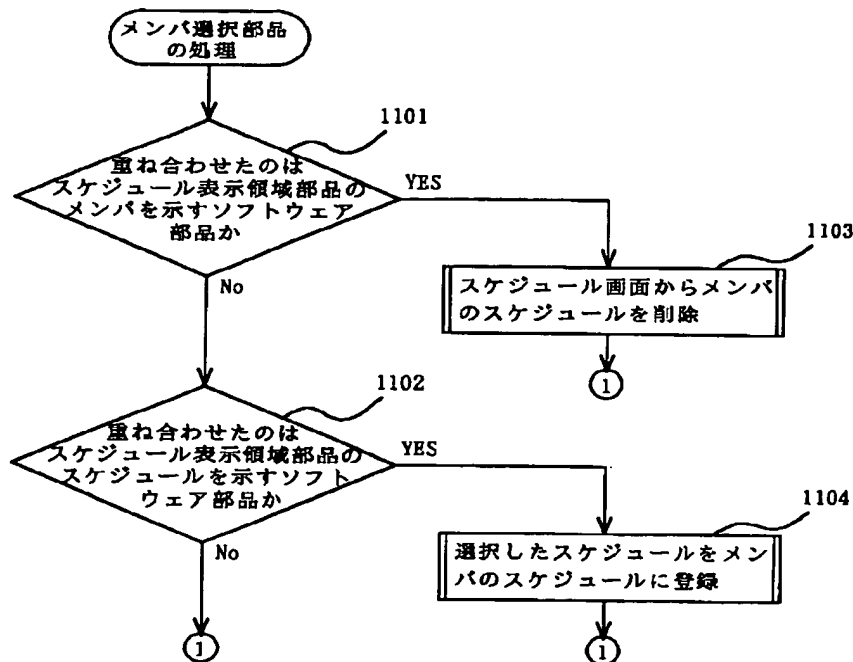 メンバ選択部品
の処理
1101
重ね合わせたのは
スケジュール表示領域部品の
メンバを示すソフトウェア
部品か
YES
No
1103
スケジュール画面からメンバ
のスケジュールを削除
1
1102
重ね合わせたのは
スケジュール表示領域部品の
スケジュールを示すソフト
ウェア部品か
YES
No
1104
選択したスケジュールをメン
バのスケジュールに登録
1
1